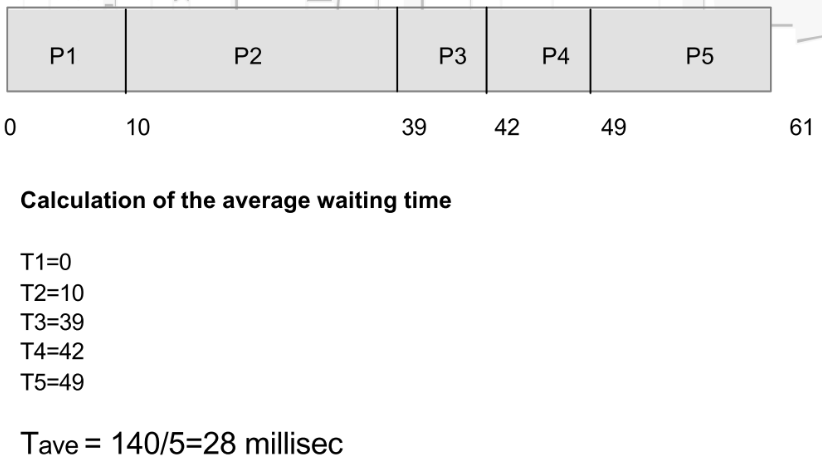 P1 P2 P3 P4 P5
0 10 39 42 49 61
Calculation of the average waiting time
T1=0
T2=10
T3=39
T4=42
T5=49
Tave = 140/5=28 millisec